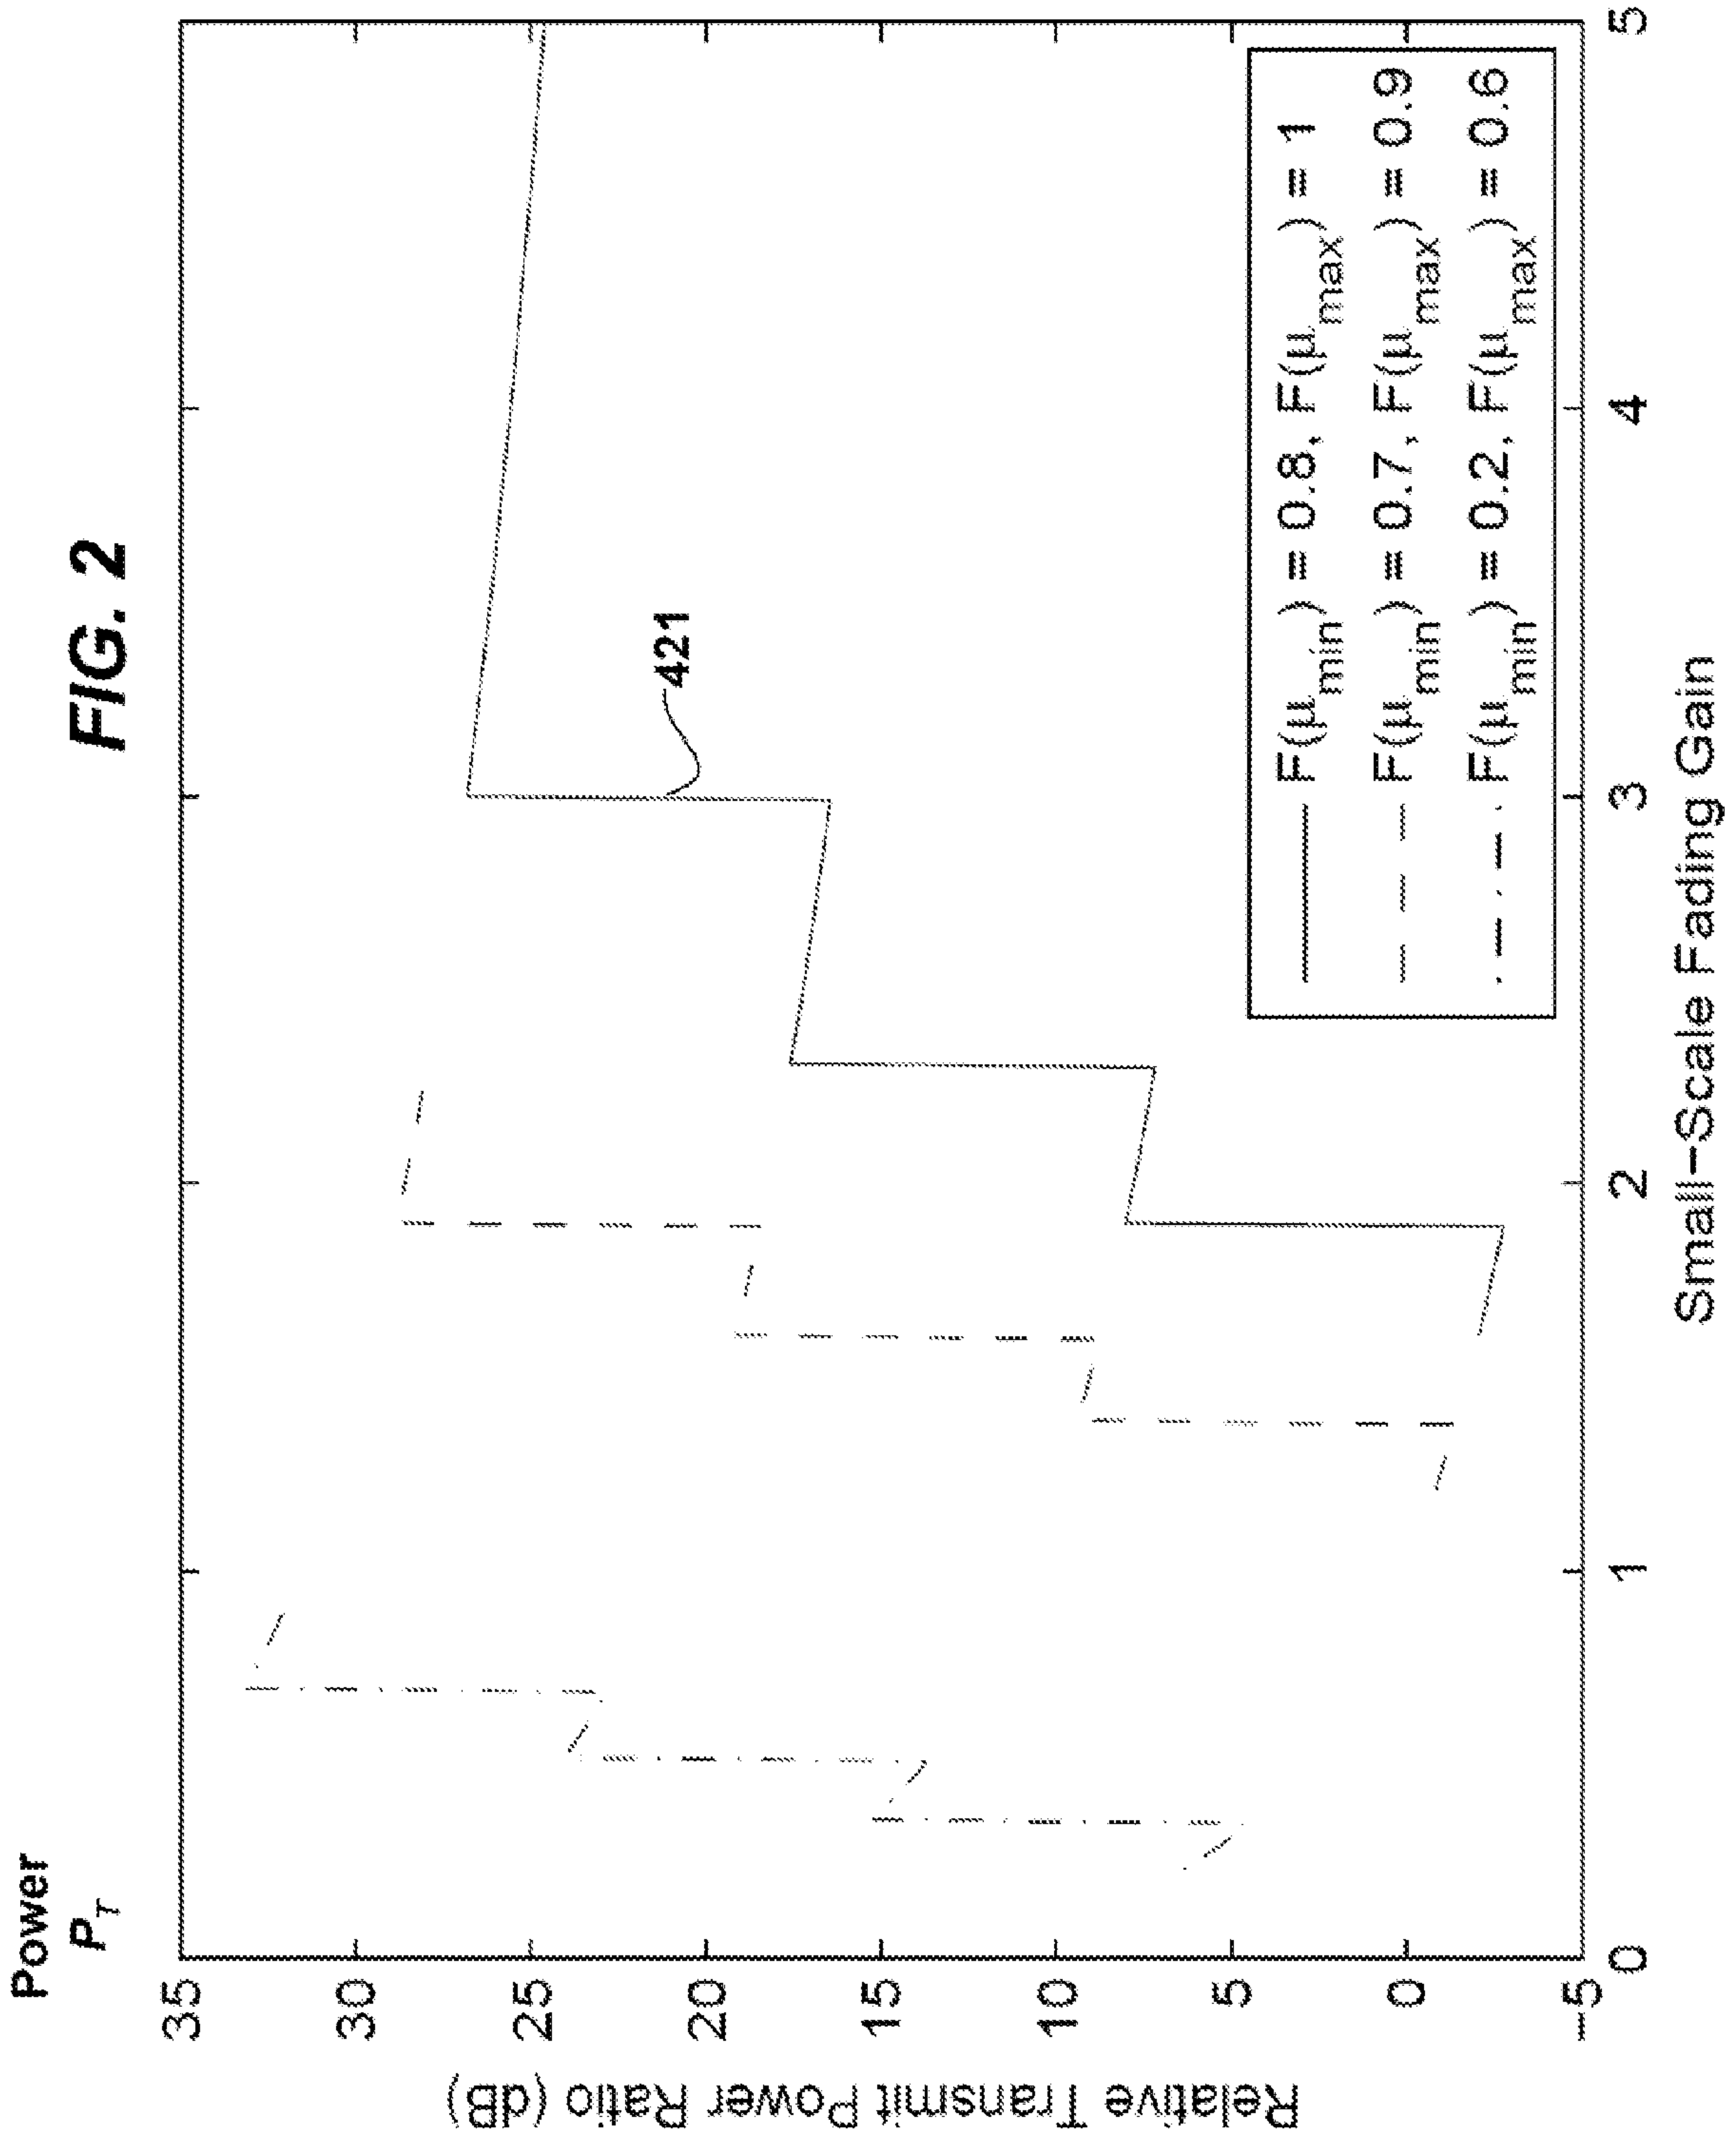 FIG. 2
Power
P_T
35
30
25
20
15
10
5
0
-5
Relative Transmit Power Ratio (dB)
421
F(μ_min) = 0.8, F(μ_max) = 1
F(μ_min) = 0.7, F(μ_max) = 0.9
F(μ_min) = 0.2, F(μ_max) = 0.6
0 1 2 3 4 5
Small-Scale Fading Gain